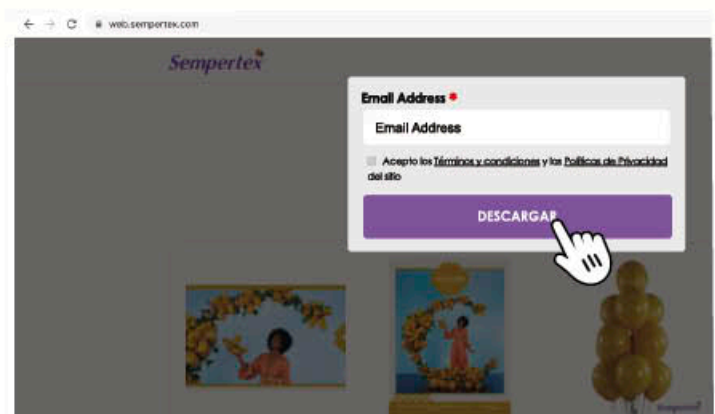 web.sempertex.com
Sempertex
Email Address *
Email Address
Acepto los Términos y condiciones y las Políticas de Privacidad
del sitio
DESCARGAR
Sempertex